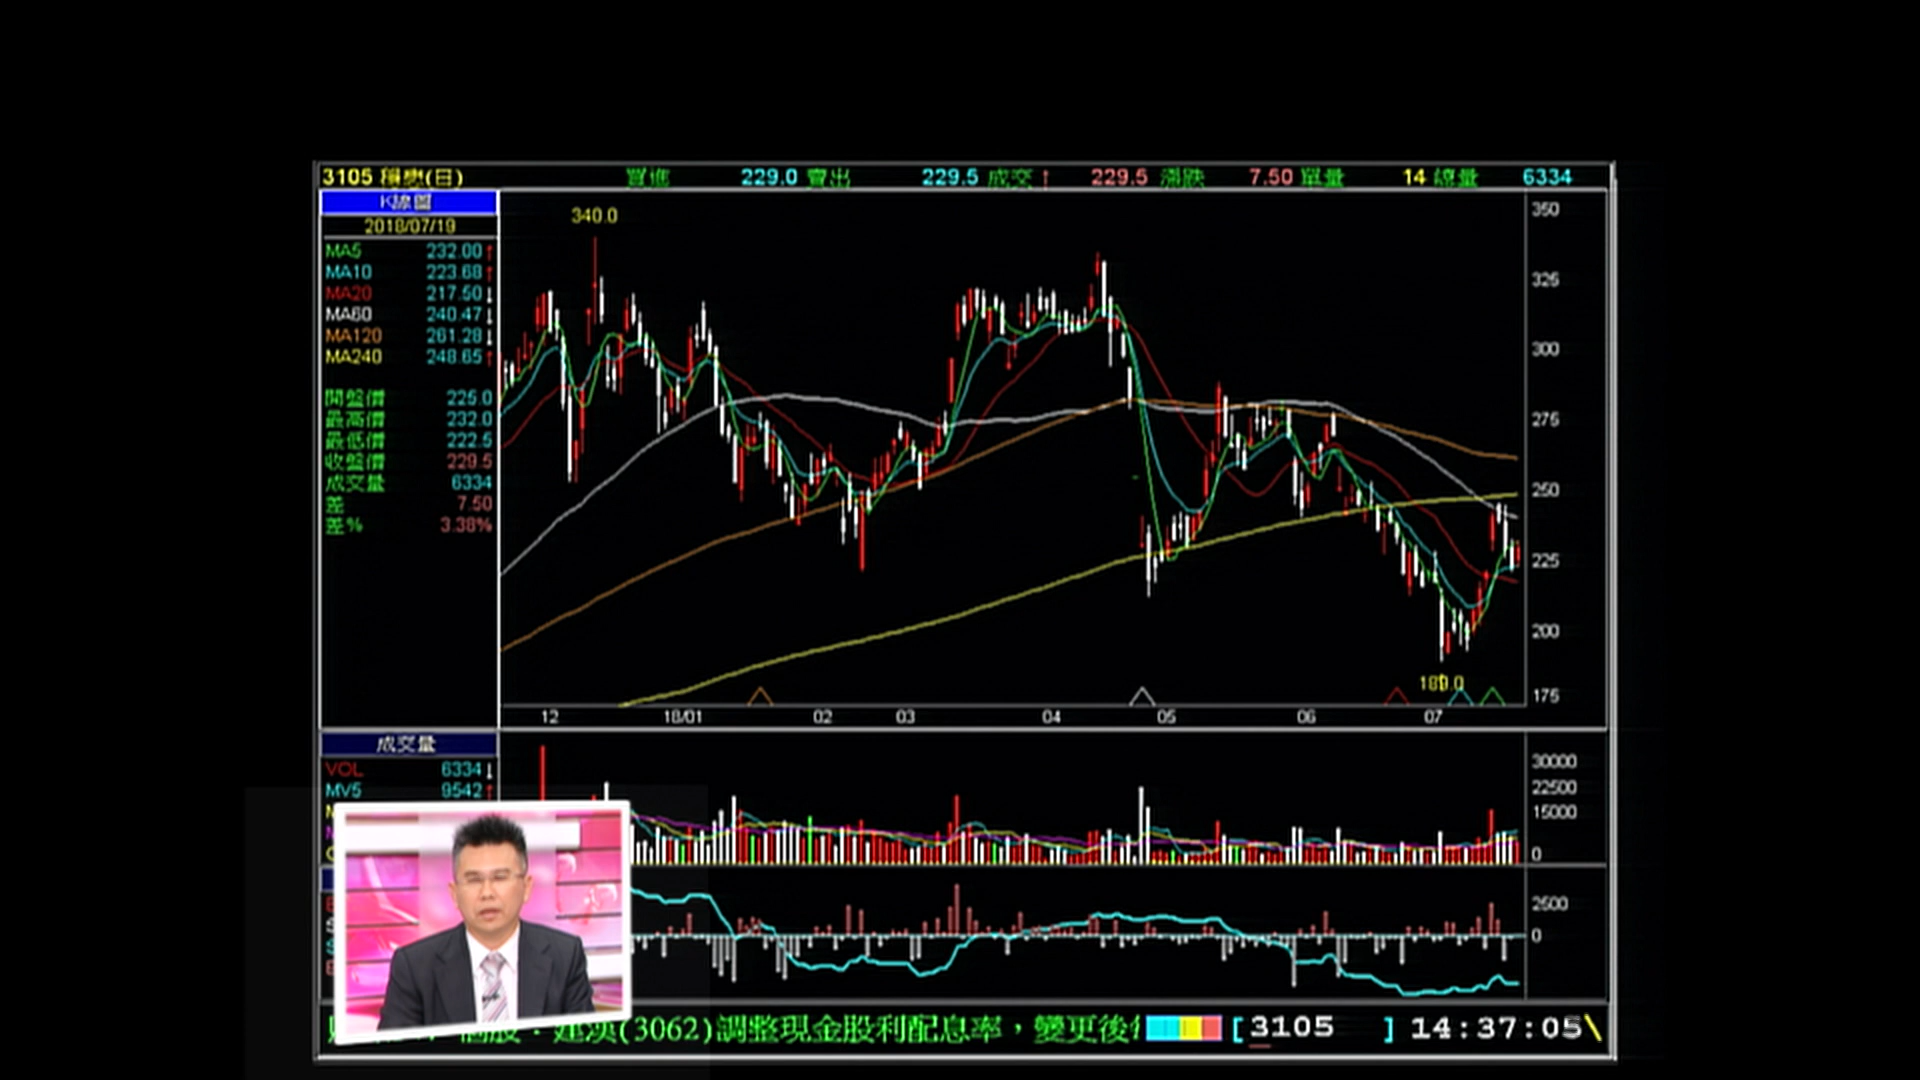 3105 穩懋(日) 買進 229.0 賣出 229.5 成交↑ 229.5 漲跌 7.50 單量 14 總量 6334
K線圖
2018/07/19
MA5 232.00↑
MA10 223.68↑
MA20 217.50↓
MA60 240.47↓
MA120 261.28↓
MA240 248.65↑
開盤價 225.0
最高價 232.0
最低價 222.5
收盤價 229.5
成交量 6334
差 7.50
差% 3.38%
340.0
350
325
300
275
250
225
200
175
12 18/01 02 03 04 05 06 07
成交量
VOL 6334↓
MV5 9542↑
30000
22500
15000
0
2500
0
個股 · 建漢(3062)調整現金股利配息率，變更後 [3105 ] 14:37:05\